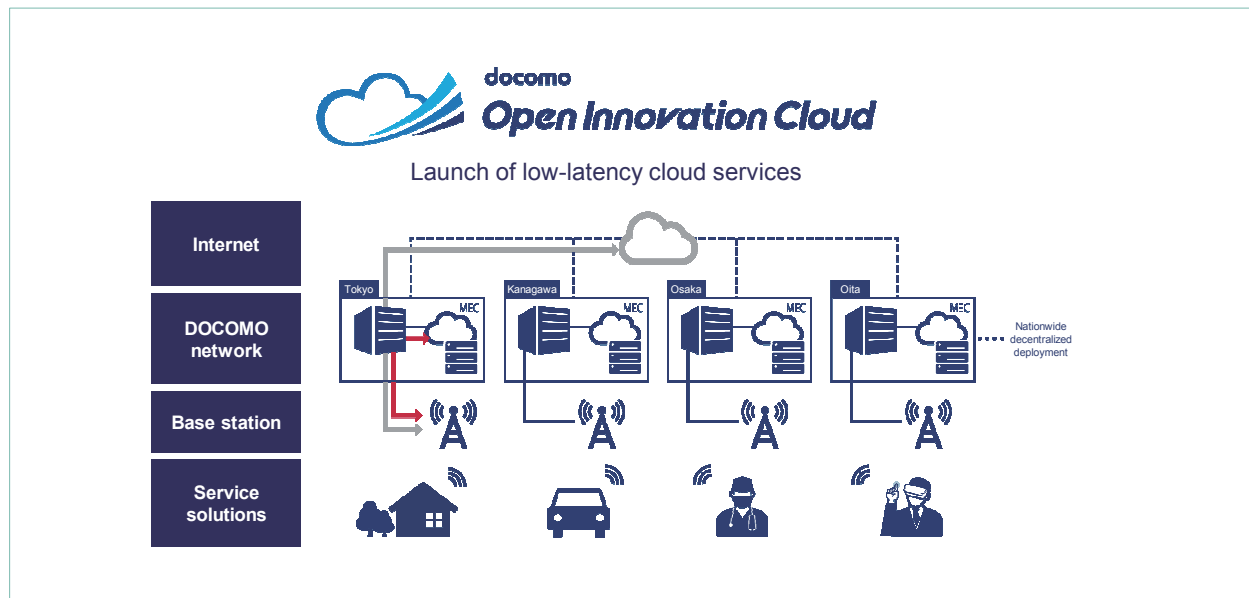 docomo
Open Innovation Cloud
Launch of low-latency cloud services
Internet
Tokyo
Kanagawa
Osaka
Oita
MEC
MEC
MEC
MEC
DOCOMO
network
Nationwide
decentralized
deployment
Base station
Service
solutions